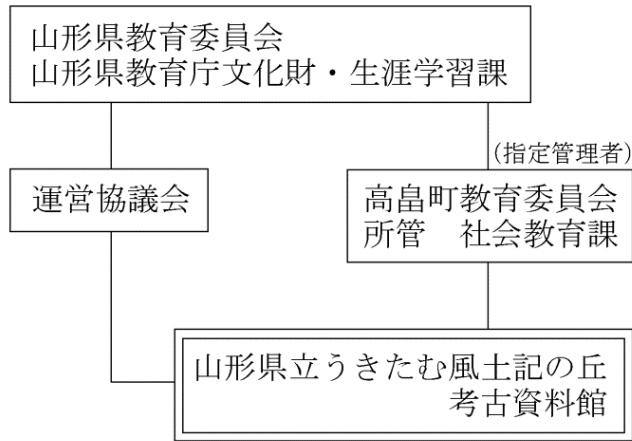 山形県教育委員会
山形県教育庁文化財・生涯学習課
(指定管理者)
運営協議会
高畠町教育委員会
所管　社会教育課
山形県立うきたむ風土記の丘
考古資料館